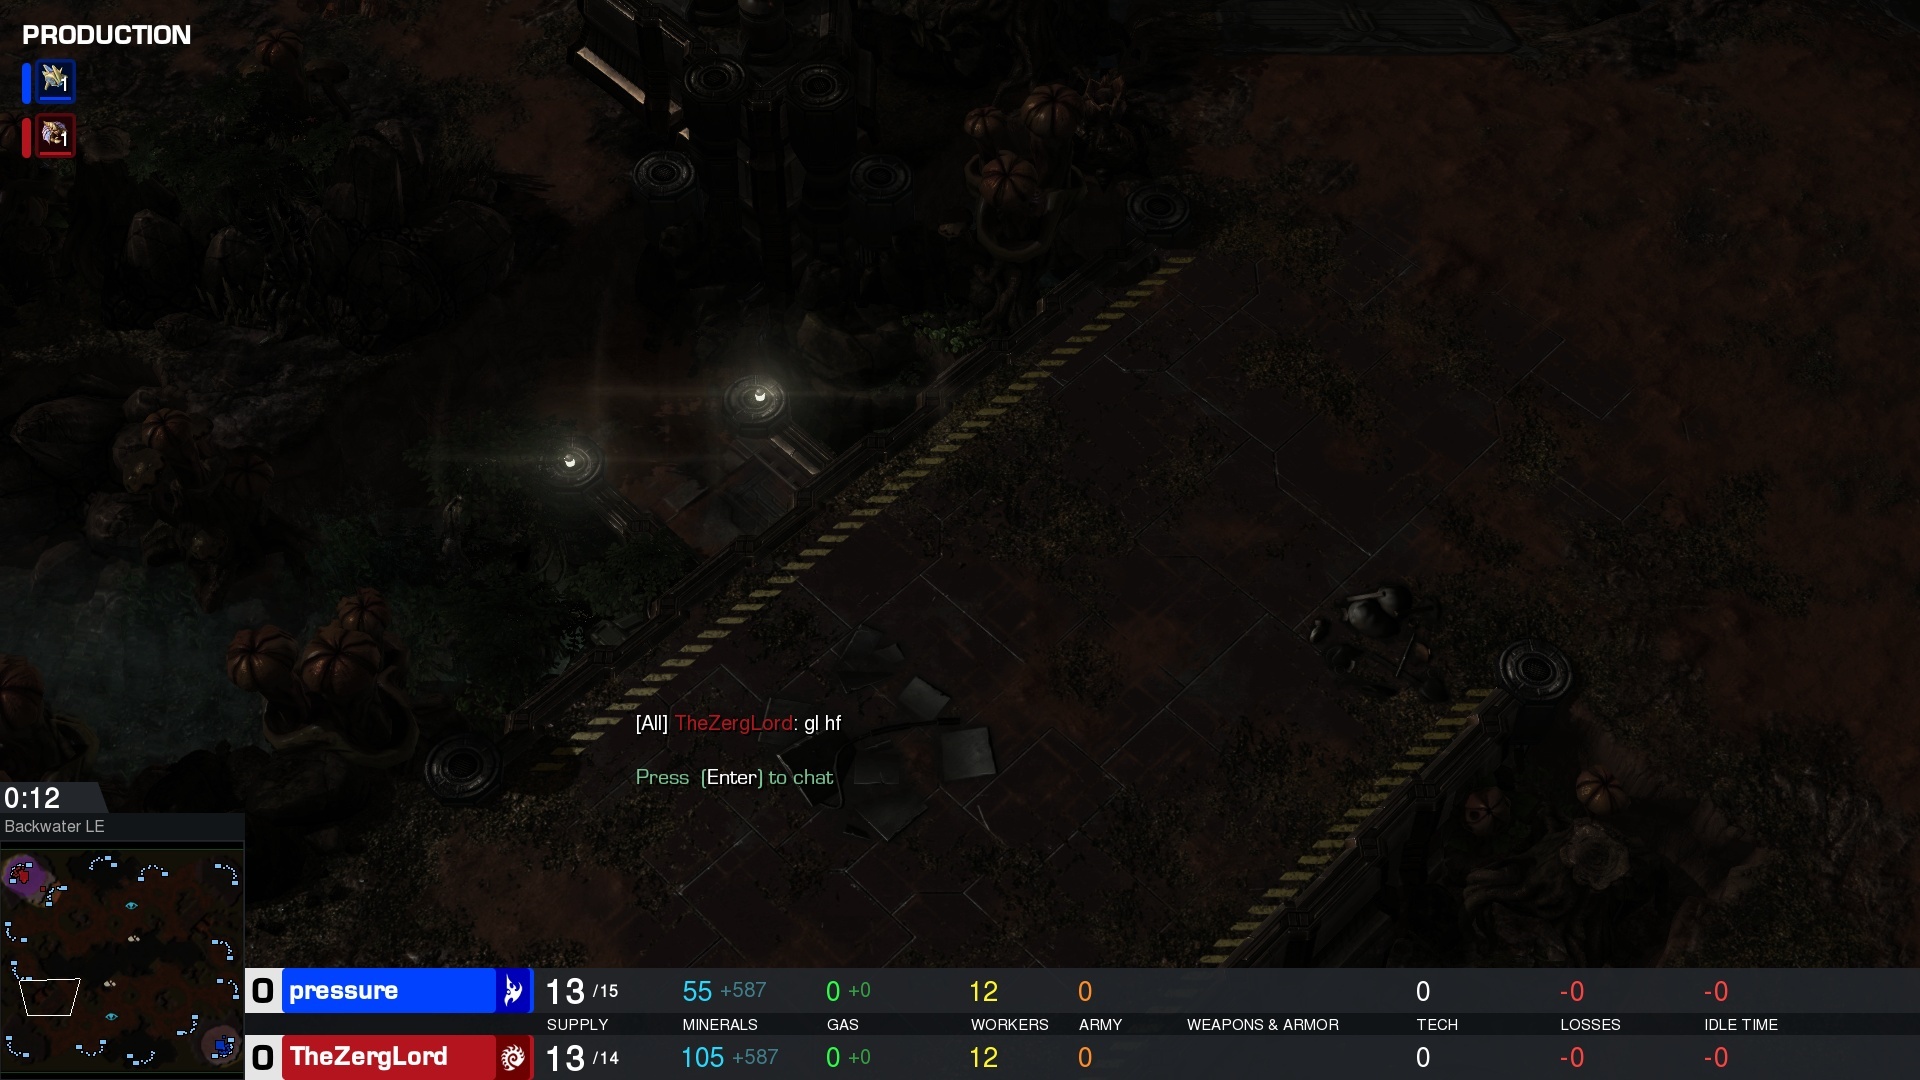 PRODUCTION
1
1
[All] TheZergLord: gl hf
Press (Enter) to chat
0:12
Backwater LE
0 pressure 13 /15 55 +587 0 +0 12 0 0 -0 -0
SUPPLY MINERALS GAS WORKERS ARMY WEAPONS & ARMOR TECH LOSSES IDLE TIME
0 TheZergLord 13 /14 105 +587 0 +0 12 0 0 -0 -0